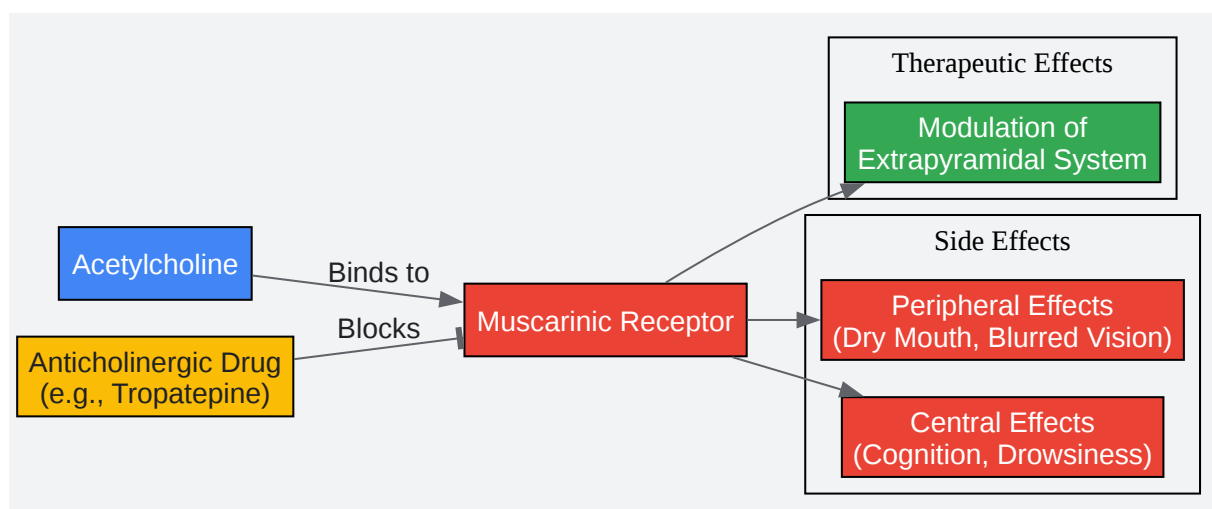 Therapeutic Effects
Modulation of
Extrapyramidal System
Side Effects
Acetylcholine
Binds to
Peripheral Effects
(Dry Mouth, Blurred Vision)
Muscarinic Receptor
Blocks
Anticholinergic Drug
(e.g., Tropatepine)
Central Effects
(Cognition, Drowsiness)